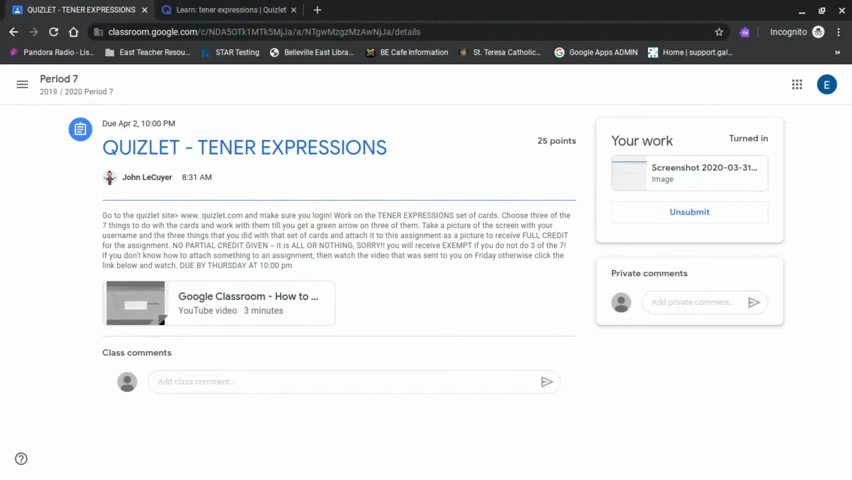 QUIZLET - TENER EXPRESSIONS
Learn: tener expressions | Quizlet
classroom.google.com/c/NDA5OTk1MTk5MjJa/a/NTgwMzgzMzAwNjJa/details
Incognito
Pandora Radio - Lis...
East Teacher Resou...
STAR Testing
Belleville East Libra...
BE Cafe Information
St. Teresa Catholic...
Google Apps ADMIN
Home | support.gal...
»
Period 7
2019 / 2020 Period 7
E
Due Apr 2, 10:00 PM
QUIZLET - TENER EXPRESSIONS
25 points
John LeCuyer 8:31 AM
Go to the quizlet site> www. quizlet.com and make sure you login! Work on the TENER EXPRESSIONS set of cards. Choose three of the
7 things to do wih the cards and work with them till you get a green arrow on three of them. Take a picture of the screen with your
username and the three things that you did with that set of cards and attach it to this assignment as a picture to receive FULL CREDIT
for the assignment. NO PARTIAL CREDIT GIVEN -- it is ALL OR NOTHING, SORRY!! you will receive EXEMPT if you do not do 3 of the 7!
If you don't know how to attach something to an assignment, then watch the video that was sent to you on Friday otherwise click the
link below and watch. DUE BY THURSDAY AT 10:00 pm
Google Classroom - How to ...
YouTube video 3 minutes
Class comments
Add class comment...
Your work
Turned in
Screenshot 2020-03-31...
Image
Unsubmit
Private comments
Add private comment...